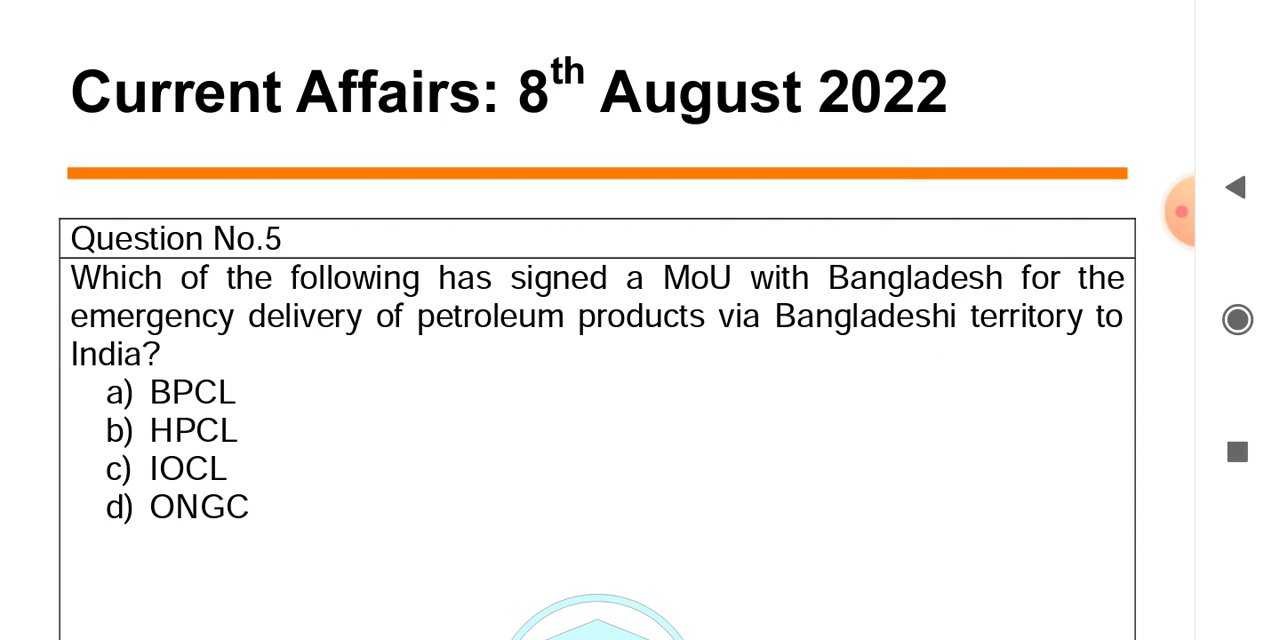 Current Affairs: 8th August 2022
Question No.5
Which of the following has signed a MoU with Bangladesh for the
emergency delivery of petroleum products via Bangladeshi territory to
India?
a) BPCL
b) HPCL
c) IOCL
d) ONGC